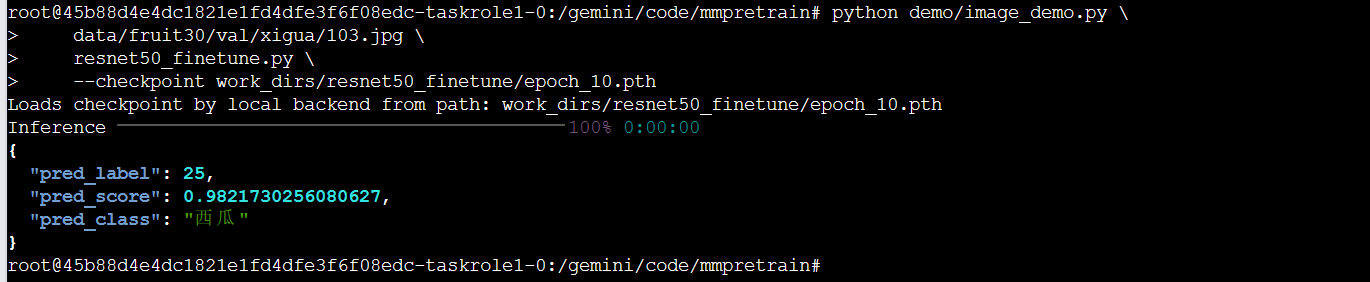 root@45b88d4e4dc1821e1fd4dfe3f6f08edc-taskrole1-0:/gemini/code/mmpretrain# python demo/image_demo.py \
>     data/fruit30/val/xigua/103.jpg \
>     resnet50_finetune.py \
>     --checkpoint work_dirs/resnet50_finetune/epoch_10.pth
Loads checkpoint by local backend from path: work_dirs/resnet50_finetune/epoch_10.pth
Inference 100% 0:00:00
{
  "pred_label": 25,
  "pred_score": 0.9821730256080627,
  "pred_class": "西瓜"
}
root@45b88d4e4dc1821e1fd4dfe3f6f08edc-taskrole1-0:/gemini/code/mmpretrain#